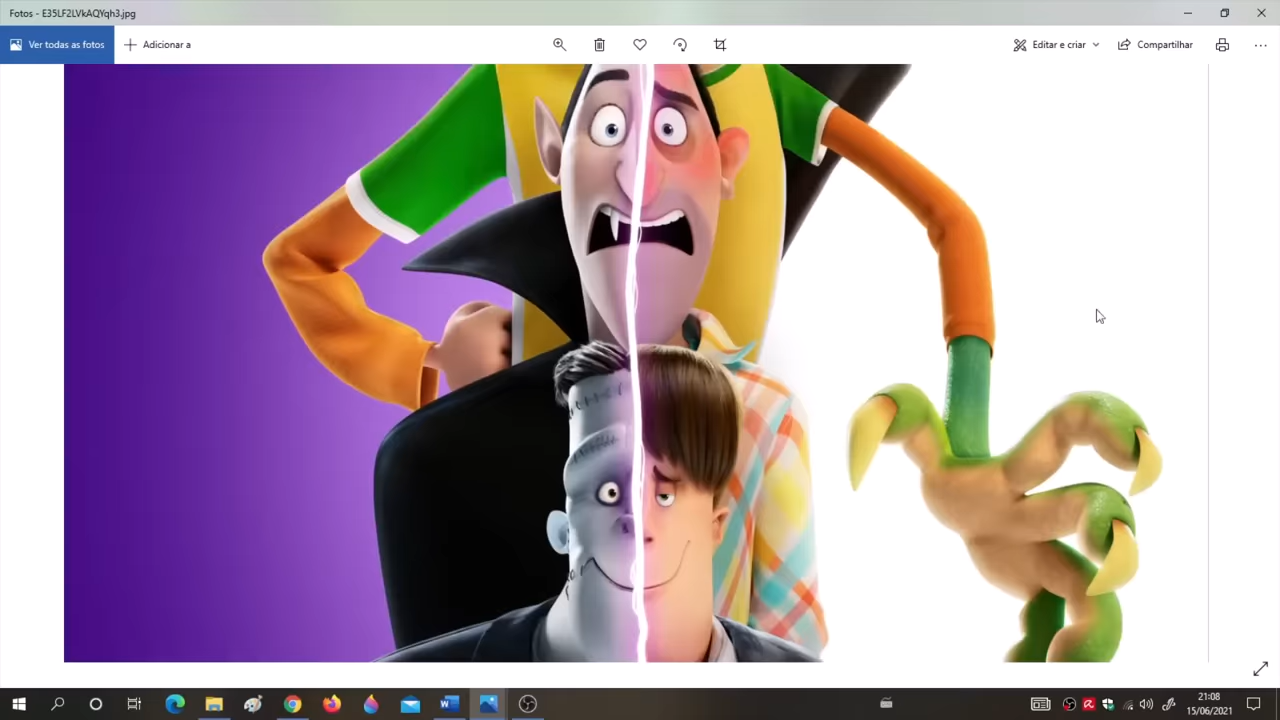 Fotos - E35LF2LVkAQYqh3.jpg
Ver todas as fotos
Adicionar a
Editar e criar
Compartilhar
21:08
15/06/2021